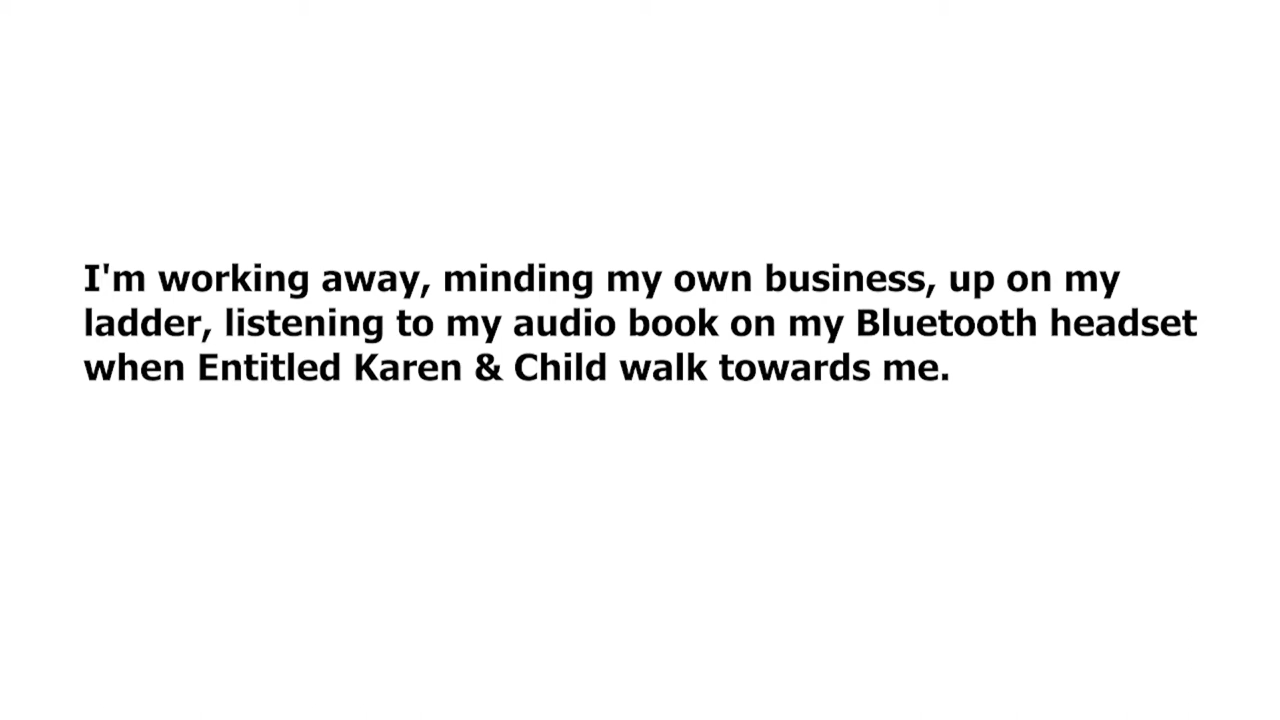 I'm working away, minding my own business, up on my
ladder, listening to my audio book on my Bluetooth headset
when Entitled Karen & Child walk towards me.